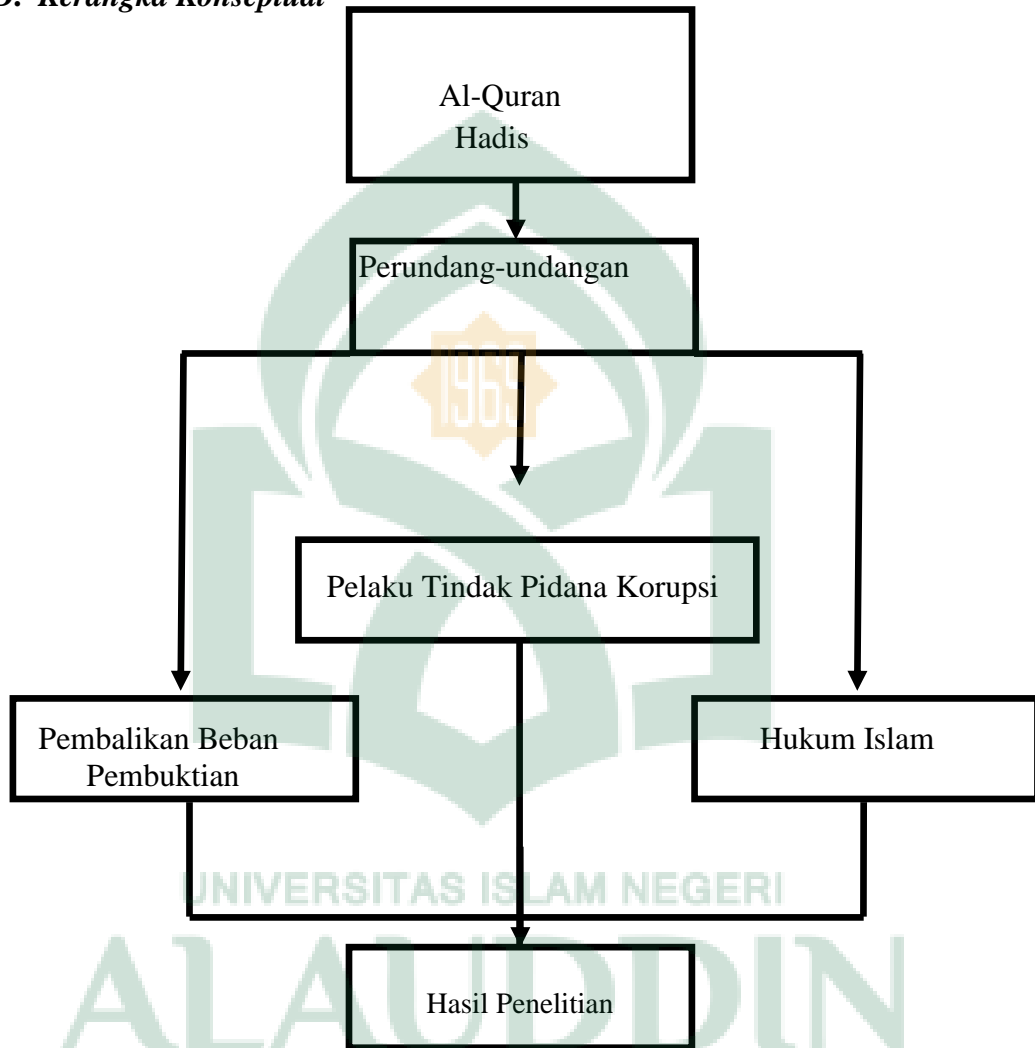 Kerangka Konseptual
Al-Quran
Hadis
Perundang-undangan
1969
Pelaku Tindak Pidana Korupsi
Pembalikan Beban
Pembuktian
Hukum Islam
UNIVERSITAS ISLAM NEGERI
ALAUDDIN
Hasil Penelitian